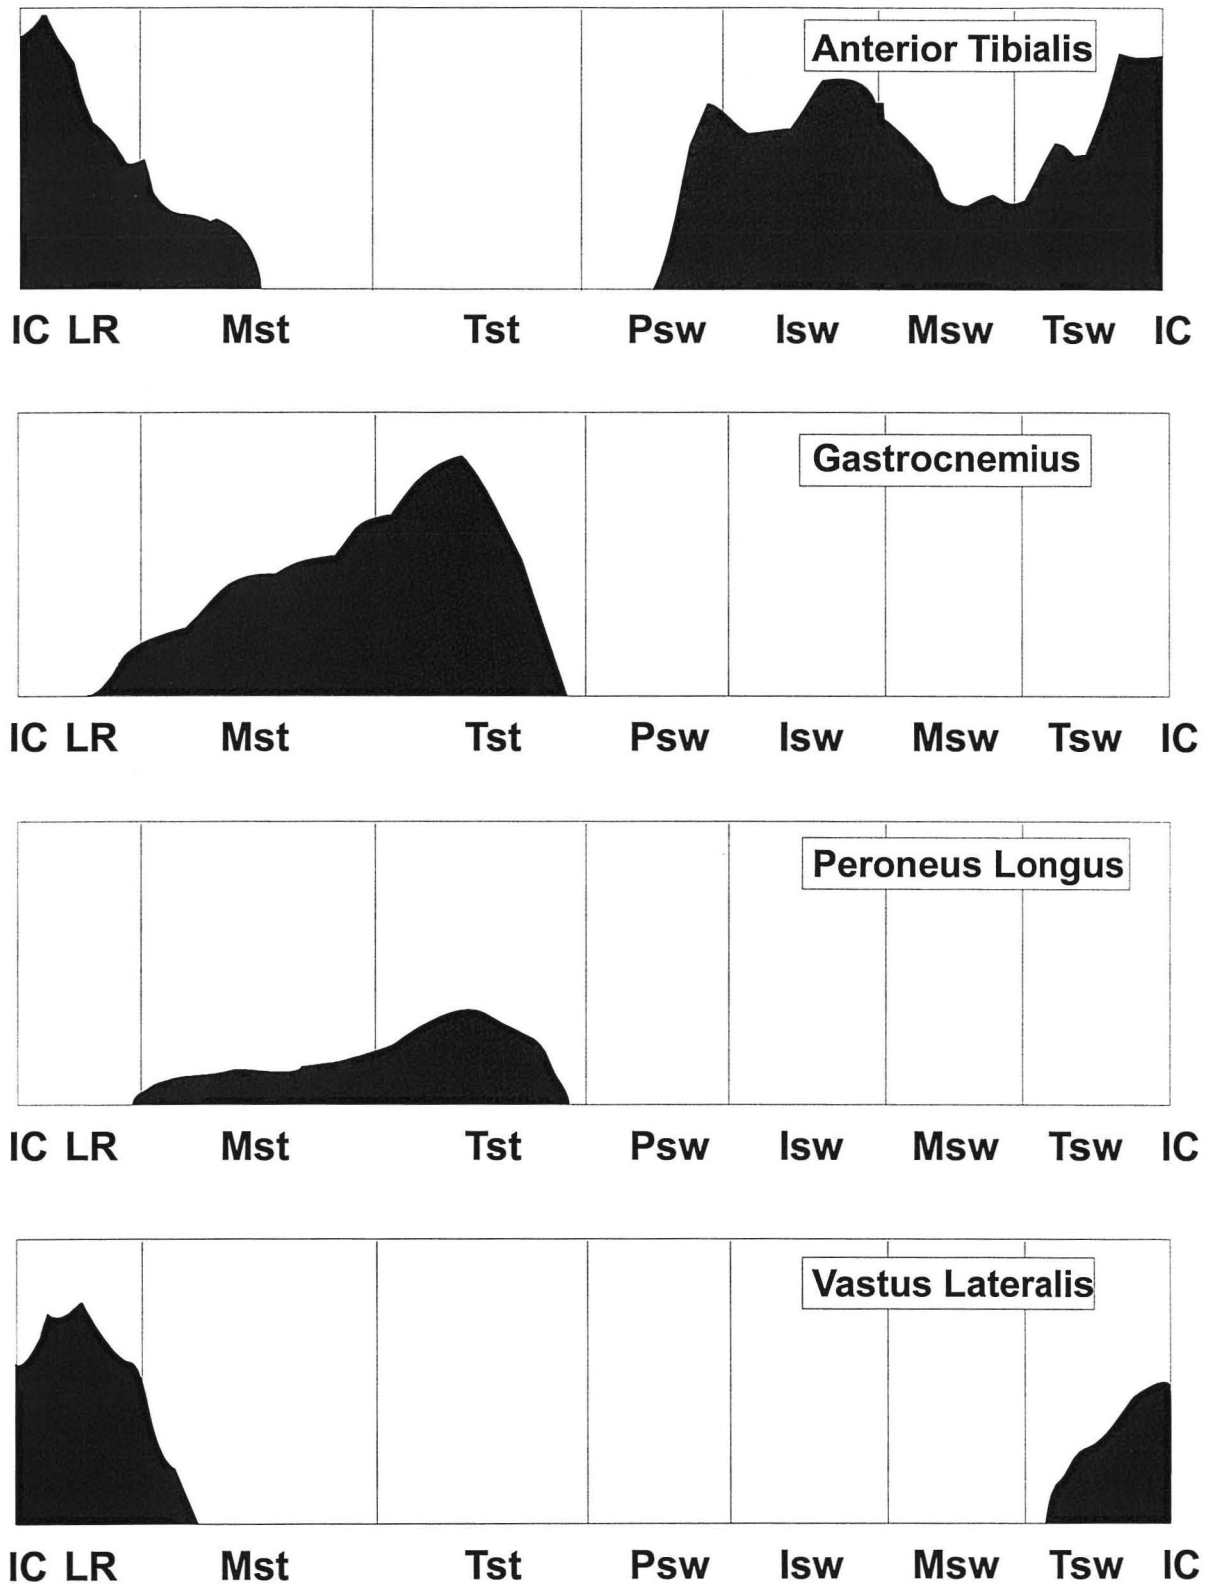 Anterior Tibialis
IC LR Mst Tst Psw Isw Msw Tsw IC
Gastrocnemius
IC LR Mst Tst Psw Isw Msw Tsw IC
Peroneus Longus
IC LR Mst Tst Psw Isw Msw Tsw IC
Vastus Lateralis
IC LR Mst Tst Psw Isw Msw Tsw IC